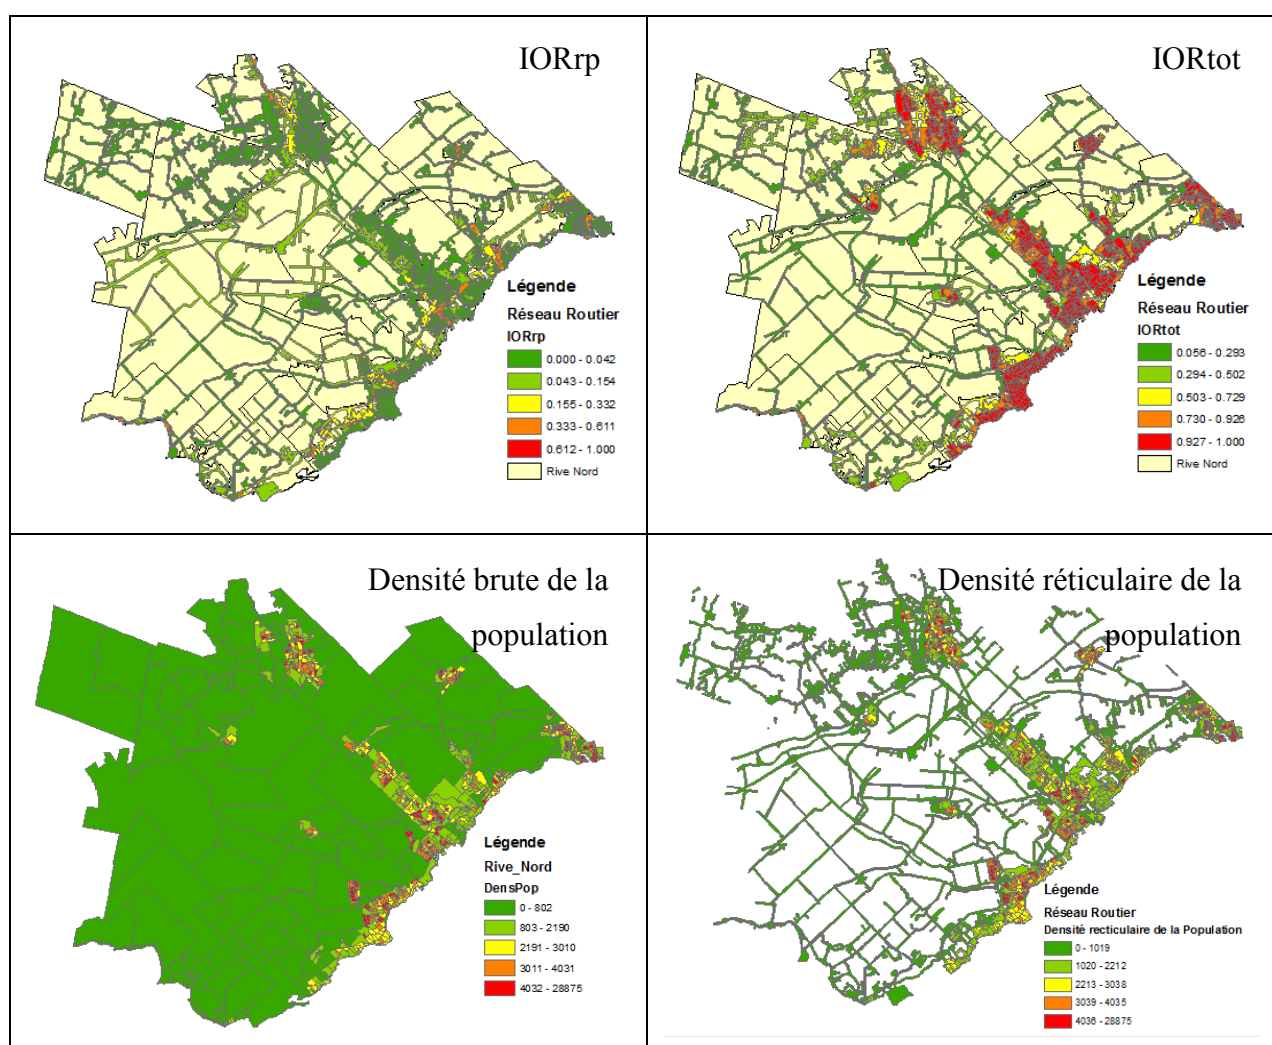 IORrp
Légende
Réseau Routier
IORrp
0.000 - 0.042
0.043 - 0.154
0.155 - 0.332
0.333 - 0.611
0.612 - 1.000
Rive Nord
IORtot
Légende
Réseau Routier
IORtot
0.056 - 0.293
0.294 - 0.502
0.503 - 0.729
0.730 - 0.926
0.927 - 1.000
Rive Nord
Densité brute de la
population
Légende
Rive_Nord
DensPop
0 - 802
803 - 2190
2191 - 3010
3011 - 4031
4032 - 28875
Densité réticulaire de la
population
Légende
Réseau Routier
Densité recticulaire de la Population
0 - 1019
1020 - 2212
2213 - 3038
3039 - 4035
4036 - 28875